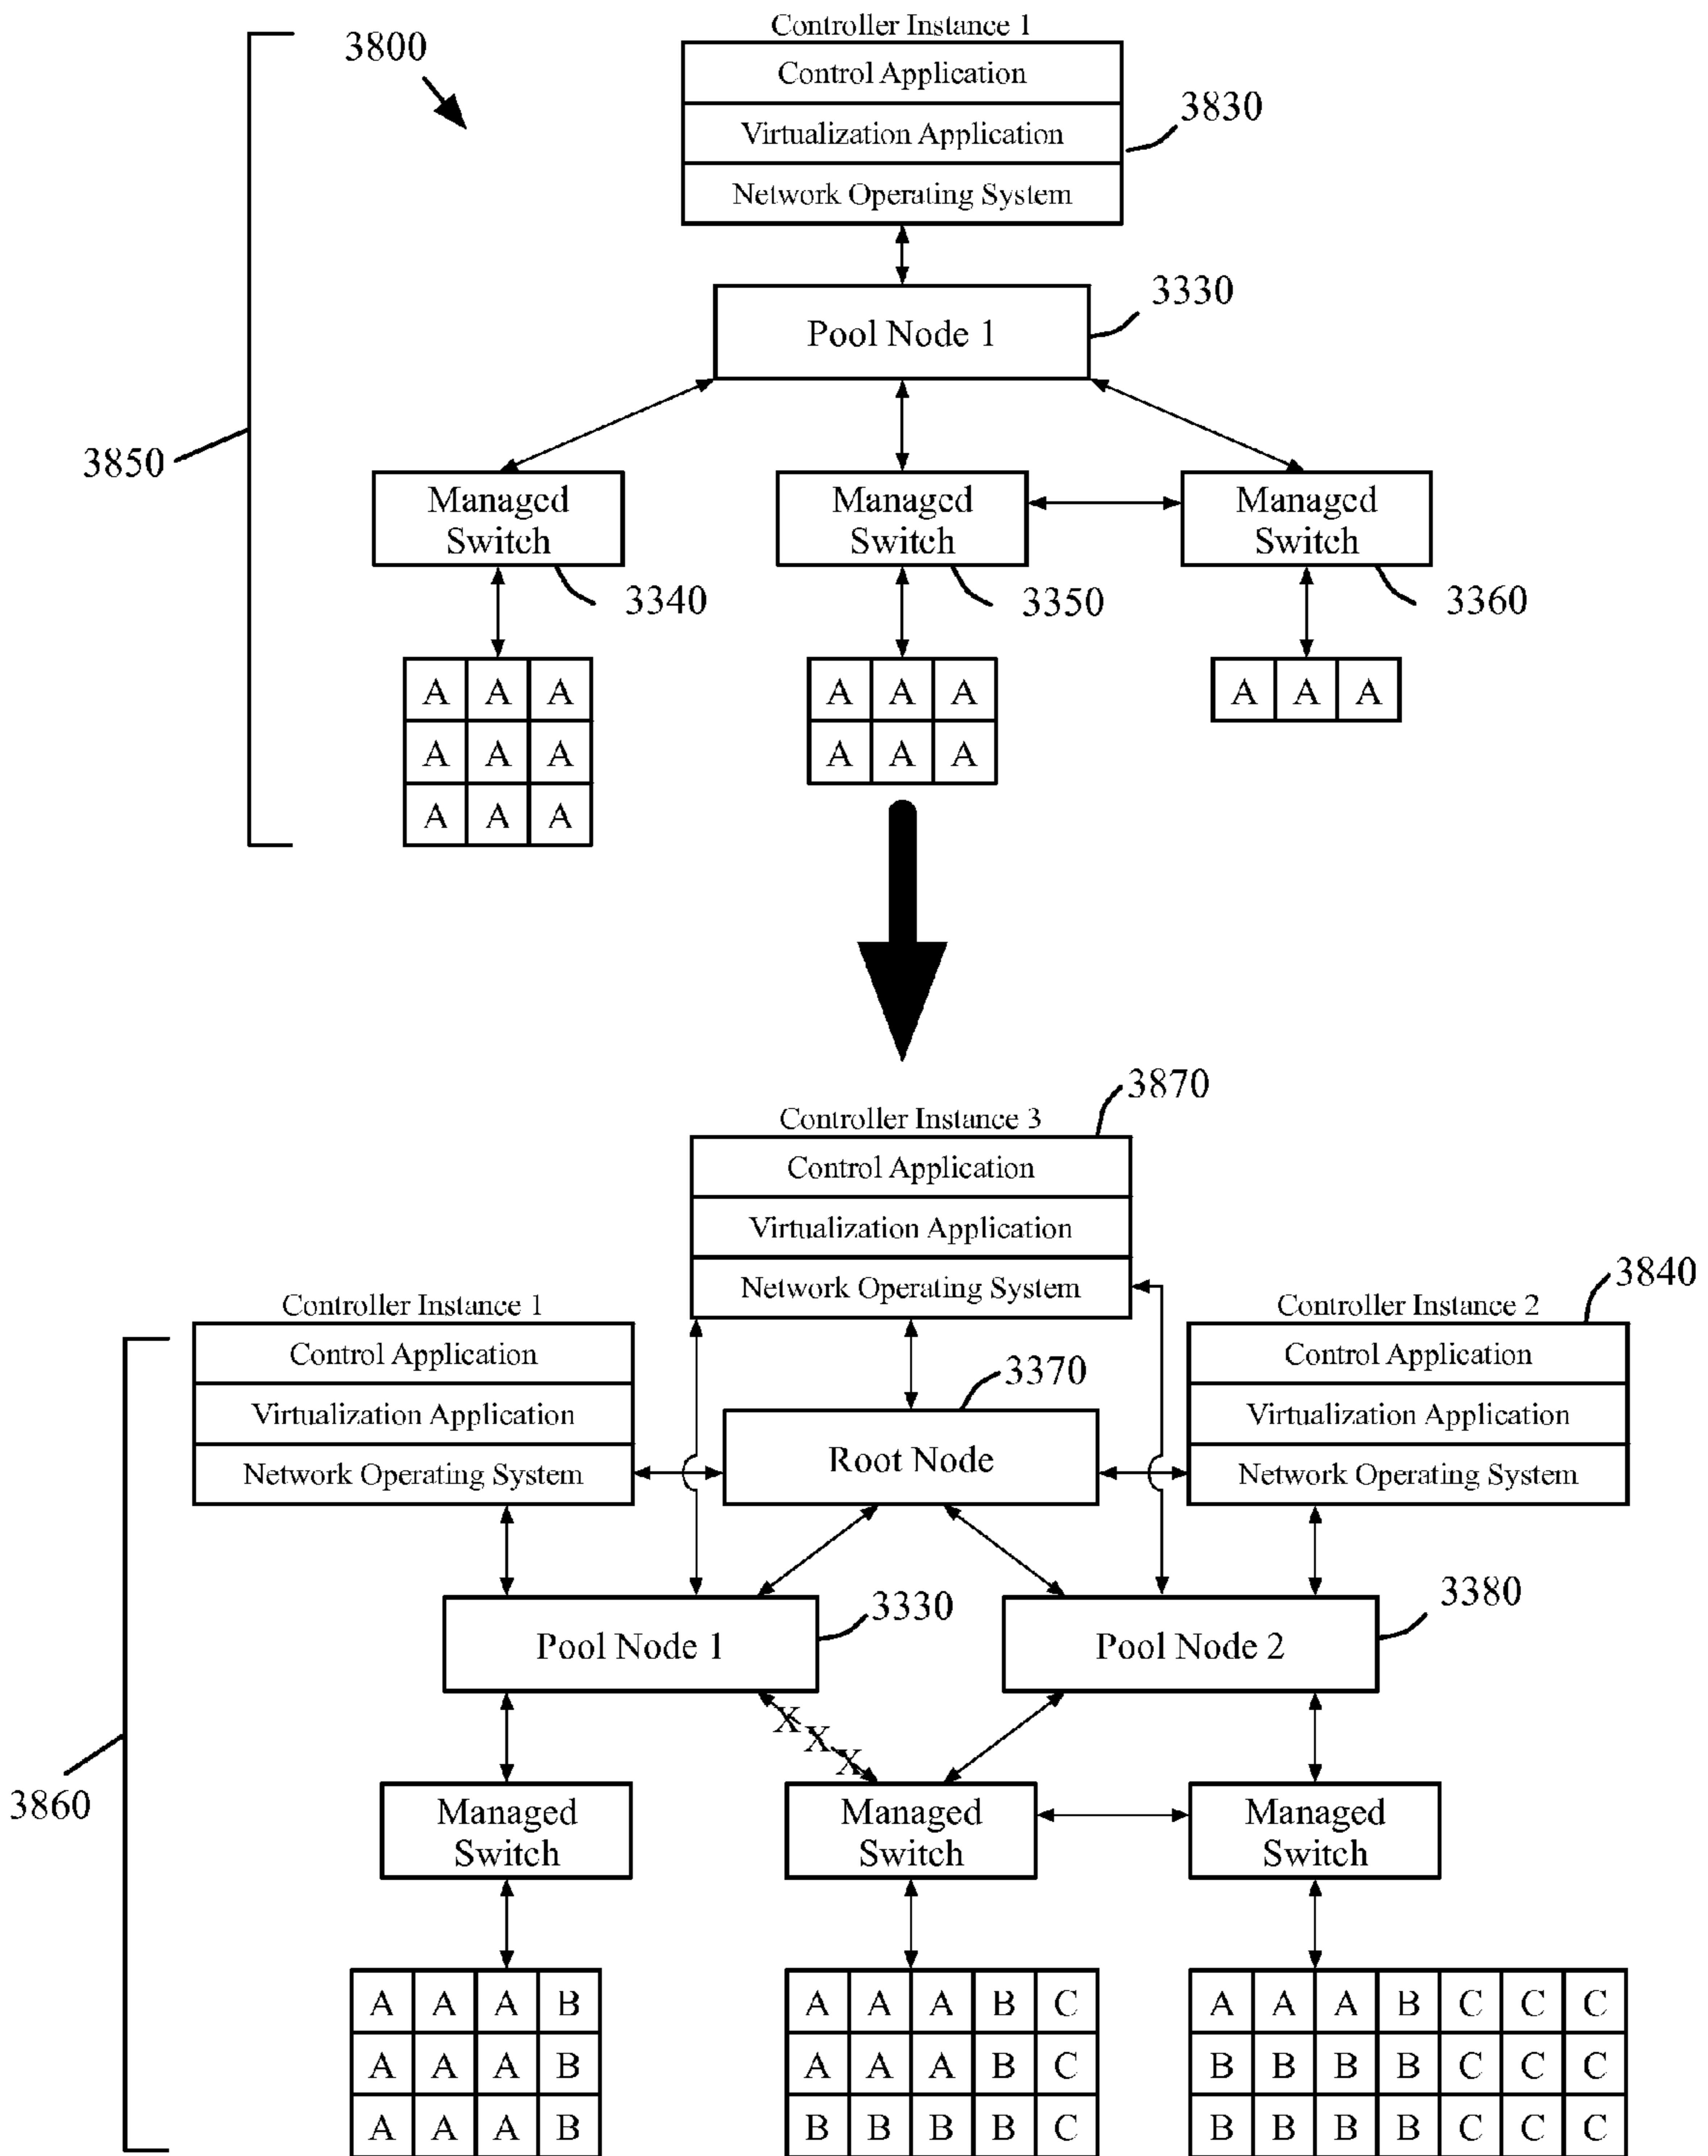 Controller Instance 1
3800
Control Application
Virtualization Application
3830
Network Operating System
3330
Pool Node 1
3850
Managed Managed Managed
Switch Switch Switch
3340 3350 3360
A A A A A A A A A
A A A A A A
A A A
3870
Controller Instance 3
Control Application
Virtualization Application
Network Operating System
3840
Controller Instance 1 Controller Instance 2
Control Application Control Application
3370
Virtualization Application Virtualization Application
Root Node
Network Operating System Network Operating System
3330 3380
Pool Node 1 Pool Node 2
X
X
X
3860
Managed Managed Managed
Switch Switch Switch
A A A B A A A B C A A A B C C C
A A A B A A A B C B B B B C C C
A A A B B B B B C B B B B C C C